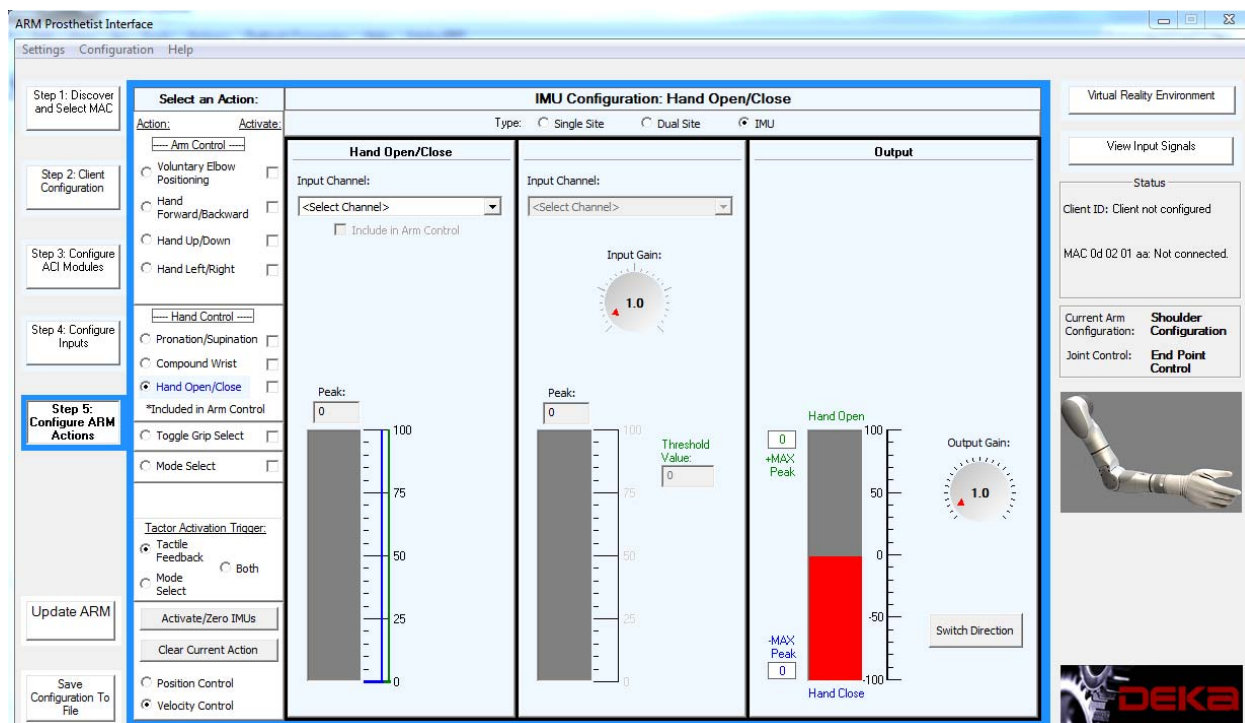 ARM Prosthetist Interface
Settings Configuration Help
Step 1: Discover
and Select MAC
Step 2: Client
Configuration
Step 3: Configure
ACI Modules
Step 4: Configure
Inputs
Step 5:
Configure ARM
Actions
Update ARM
Save
Configuration To
File
Select an Action:
Action: Activate:
----- Arm Control -----
Voluntary Elbow
Positioning
Hand
Forward/Backward
Hand Up/Down
Hand Left/Right
----- Hand Control -----
Pronation/Supination
Compound Wrist
Hand Open/Close
*Included in Arm Control
Toggle Grip Select
Mode Select
Tactor Activation Trigger:
Tactile
Feedback
Both
Mode
Select
Activate/Zero IMUs
Clear Current Action
Position Control
Velocity Control
IMU Configuration: Hand Open/Close
Type: Single Site Dual Site IMU
Hand Open/Close
Input Channel:
<Select Channel>
Include in Arm Control
Peak:
0
100
75
50
25
0
Input Channel:
<Select Channel>
Input Gain:
1.0
Peak:
0
100
75
50
25
0
Threshold
Value:
0
Output
Hand Open
0
+MAX
Peak
100
50
0
-50
-100
-MAX
Peak
0
Hand Close
Output Gain:
1.0
Switch Direction
Virtual Reality Environment
View Input Signals
Status
Client ID: Client not configured
MAC 0d 02 01 aa: Not connected.
Current Arm
Configuration:
Shoulder
Configuration
Joint Control:
End Point
Control
DEKA